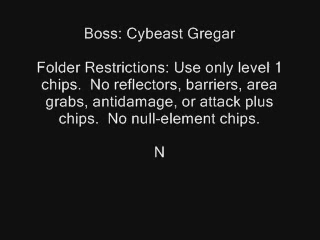 Boss: Cybeast Gregar
Folder Restrictions: Use only level 1
chips.  No reflectors, barriers, area
grabs, antidamage, or attack plus
chips.  No null-element chips.
N